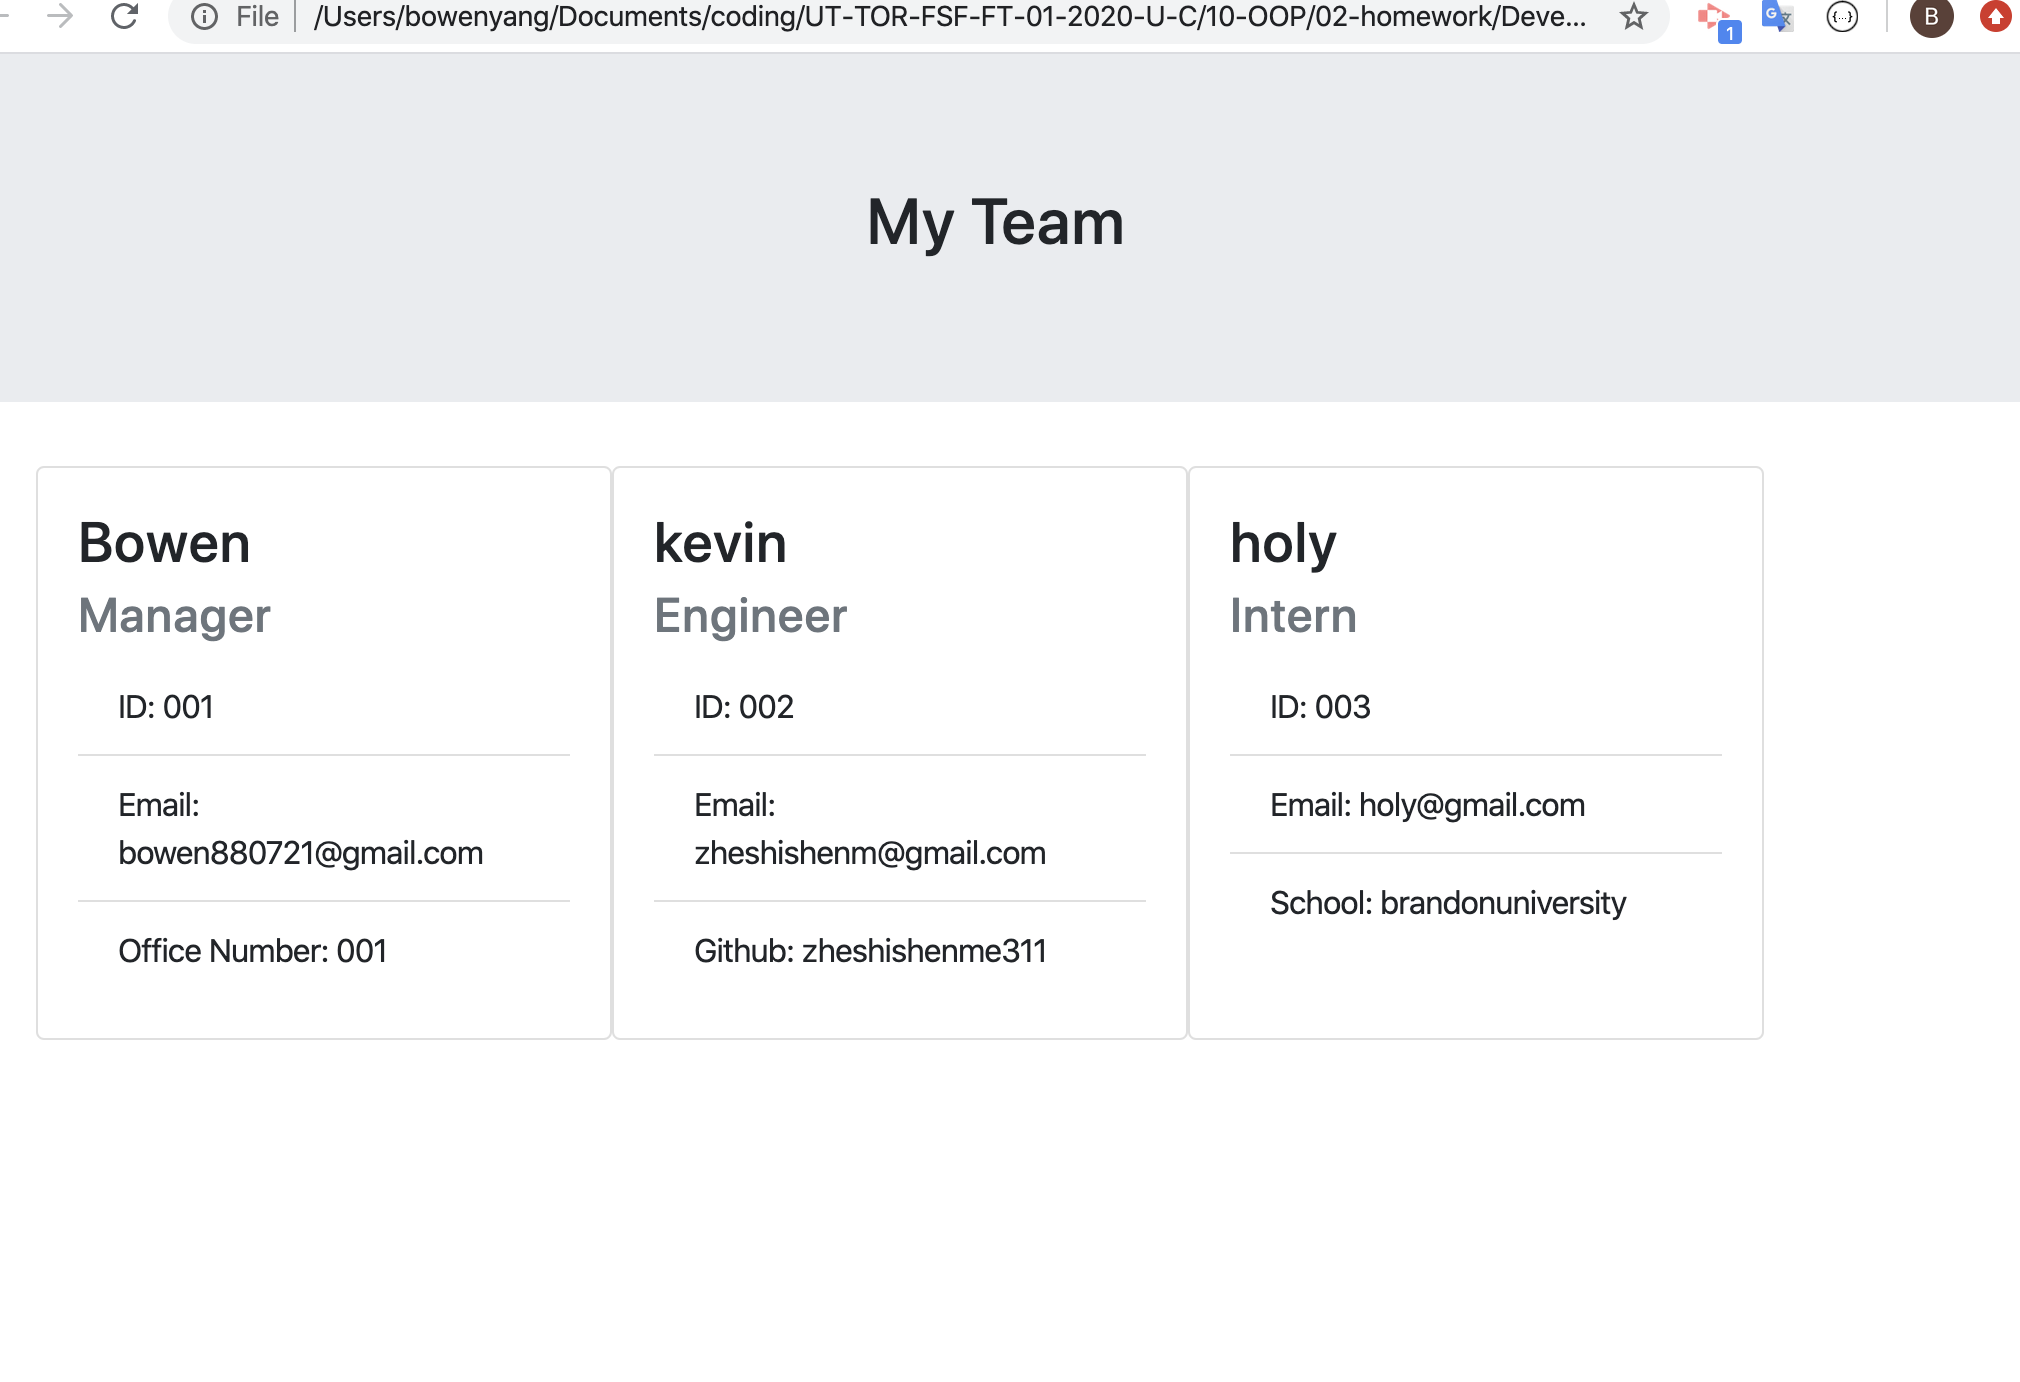 File /Users/bowenyang/Documents/coding/UT-TOR-FSF-FT-01-2020-U-C/10-OOP/02-homework/Deve...
1
G 文
{...}
B
My Team
Bowen
Manager
ID: 001
Email:
bowen880721@gmail.com
Office Number: 001
kevin
Engineer
ID: 002
Email:
zheshishenm@gmail.com
Github: zheshishenme311
holy
Intern
ID: 003
Email: holy@gmail.com
School: brandonuniversity